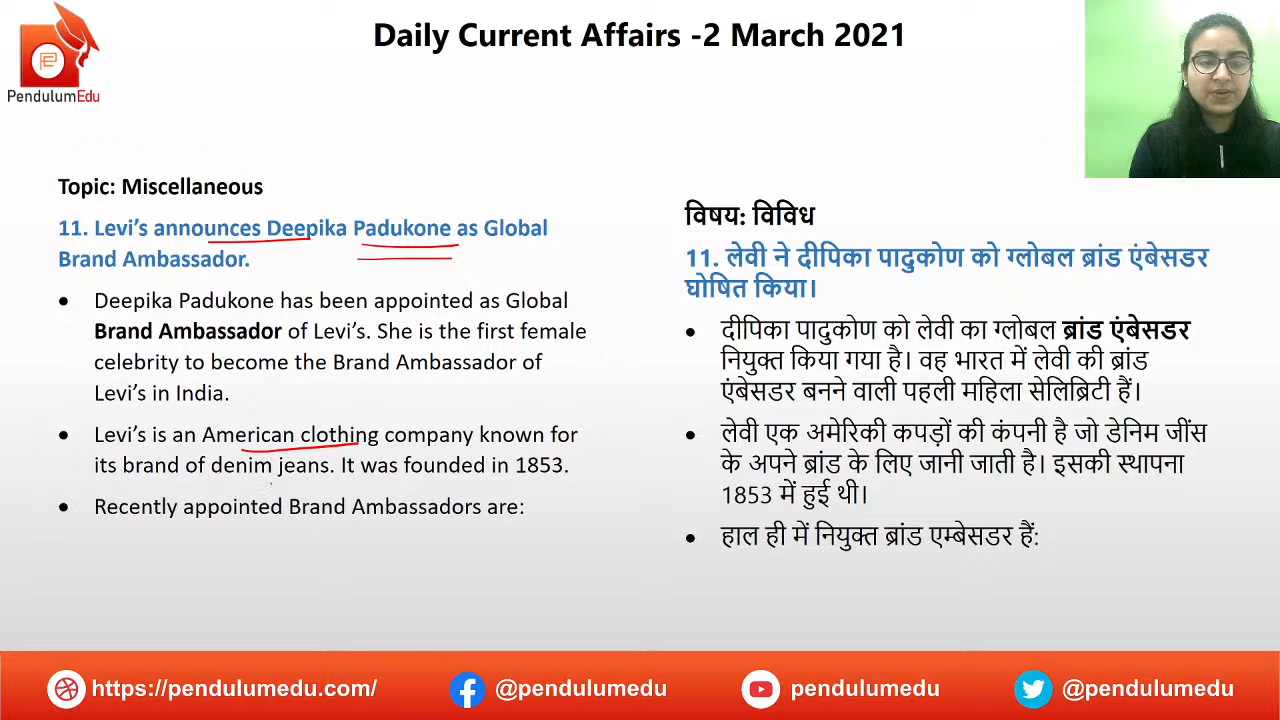 Daily Current Affairs -2 March 2021
PendulumEdu
Topic: Miscellaneous
11. Levi’s announces Deepika Padukone as Global
Brand Ambassador.
• Deepika Padukone has been appointed as Global
Brand Ambassador of Levi’s. She is the first female
celebrity to become the Brand Ambassador of
Levi’s in India.
• Levi’s is an American clothing company known for
its brand of denim jeans. It was founded in 1853.
• Recently appointed Brand Ambassadors are:
विषय: विविध
11. लेवी ने दीपिका पादुकोण को ग्लोबल ब्रांड एंबेसडर
घोषित किया।
• दीपिका पादुकोण को लेवी का ग्लोबल ब्रांड एंबेसडर
नियुक्त किया गया है। वह भारत में लेवी की ब्रांड
एंबेसडर बनने वाली पहली महिला सेलिब्रिटी हैं।
• लेवी एक अमेरिकी कपड़ों की कंपनी है जो डेनिम जींस
के अपने ब्रांड के लिए जानी जाती है। इसकी स्थापना
1853 में हुई थी।
• हाल ही में नियुक्त ब्रांड एम्बेसडर हैं:
https://pendulumedu.com/
@pendulumedu
pendulumedu
@pendulumedu